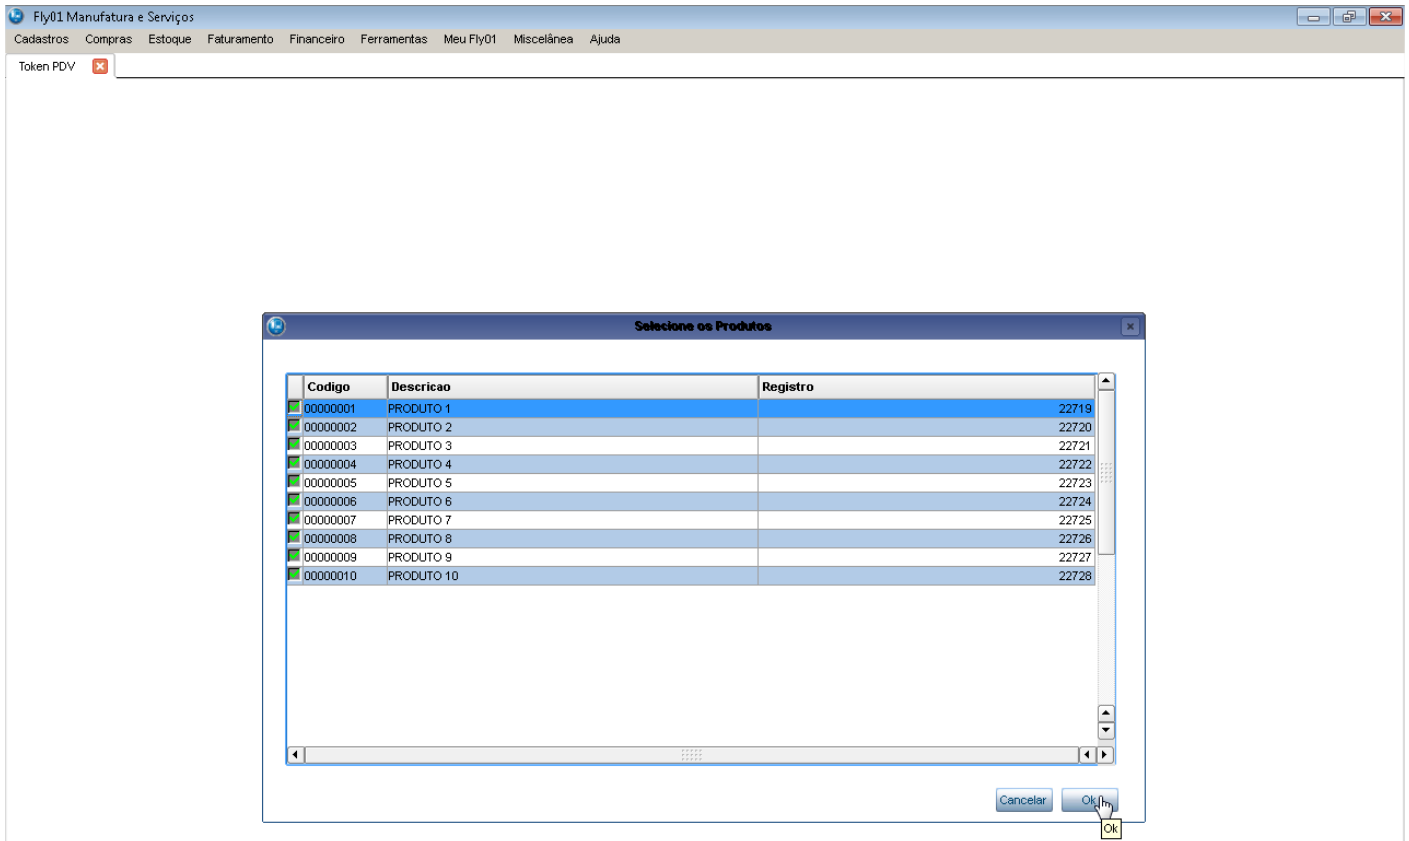 Fly01 Manufatura e Serviços
Cadastros Compras Estoque Faturamento Financeiro Ferramentas Meu Fly01 Miscelânea Ajuda
Token PDV
Selecione os Produtos
Codigo Descricao Registro
00000001 PRODUTO 1 22719
00000002 PRODUTO 2 22720
00000003 PRODUTO 3 22721
00000004 PRODUTO 4 22722
00000005 PRODUTO 5 22723
00000006 PRODUTO 6 22724
00000007 PRODUTO 7 22725
00000008 PRODUTO 8 22726
00000009 PRODUTO 9 22727
00000010 PRODUTO 10 22728
Cancelar Ok
Ok